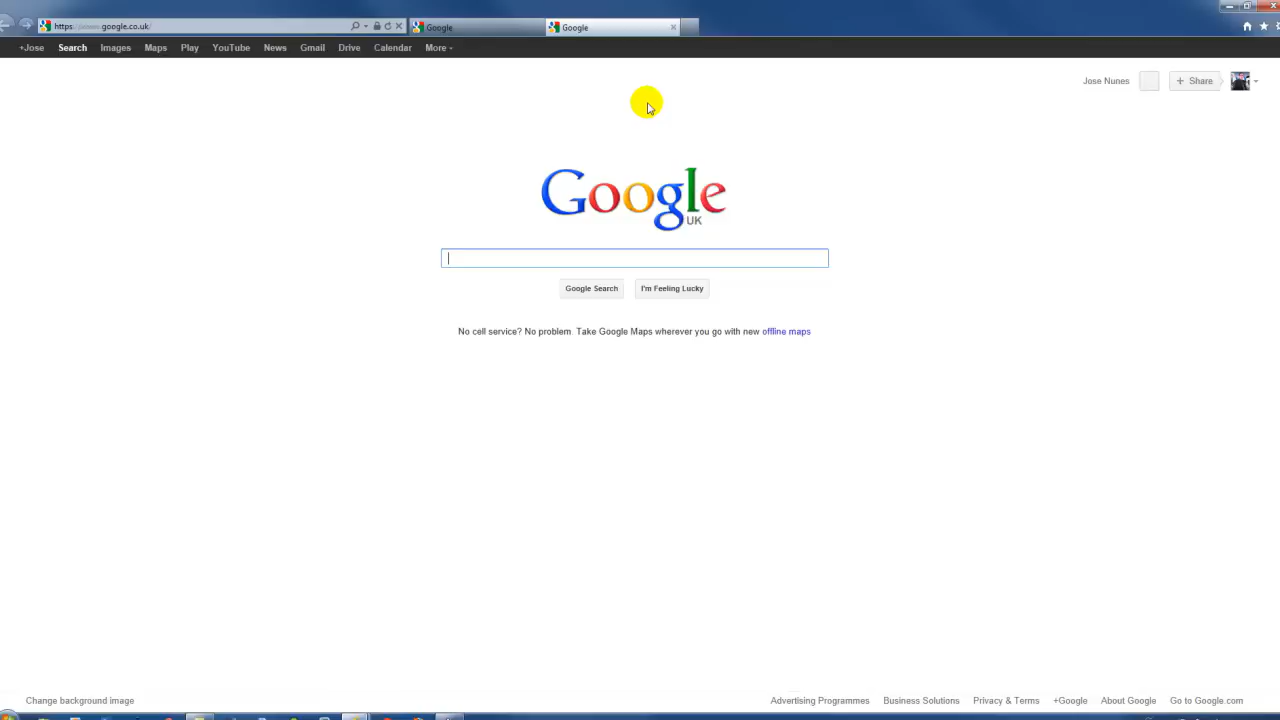 google.co.uk/
Google
Google
+Jose Search Images Maps Play YouTube News Gmail Drive Calendar More
Jose Nunes
+ Share
Google
UK
Google Search
I'm Feeling Lucky
No cell service? No problem. Take Google Maps wherever you go with new offline maps
Change background image
Advertising Programmes Business Solutions Privacy & Terms +Google About Google Go to Google.com